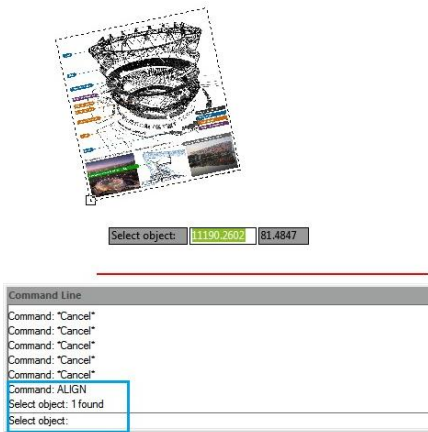 Select object: 11190.2602 81.4847
Command Line
Command: *Cancel*
Command: *Cancel*
Command: *Cancel*
Command: *Cancel*
Command: *Cancel*
Command: ALIGN
Select object: 1 found
Select object: